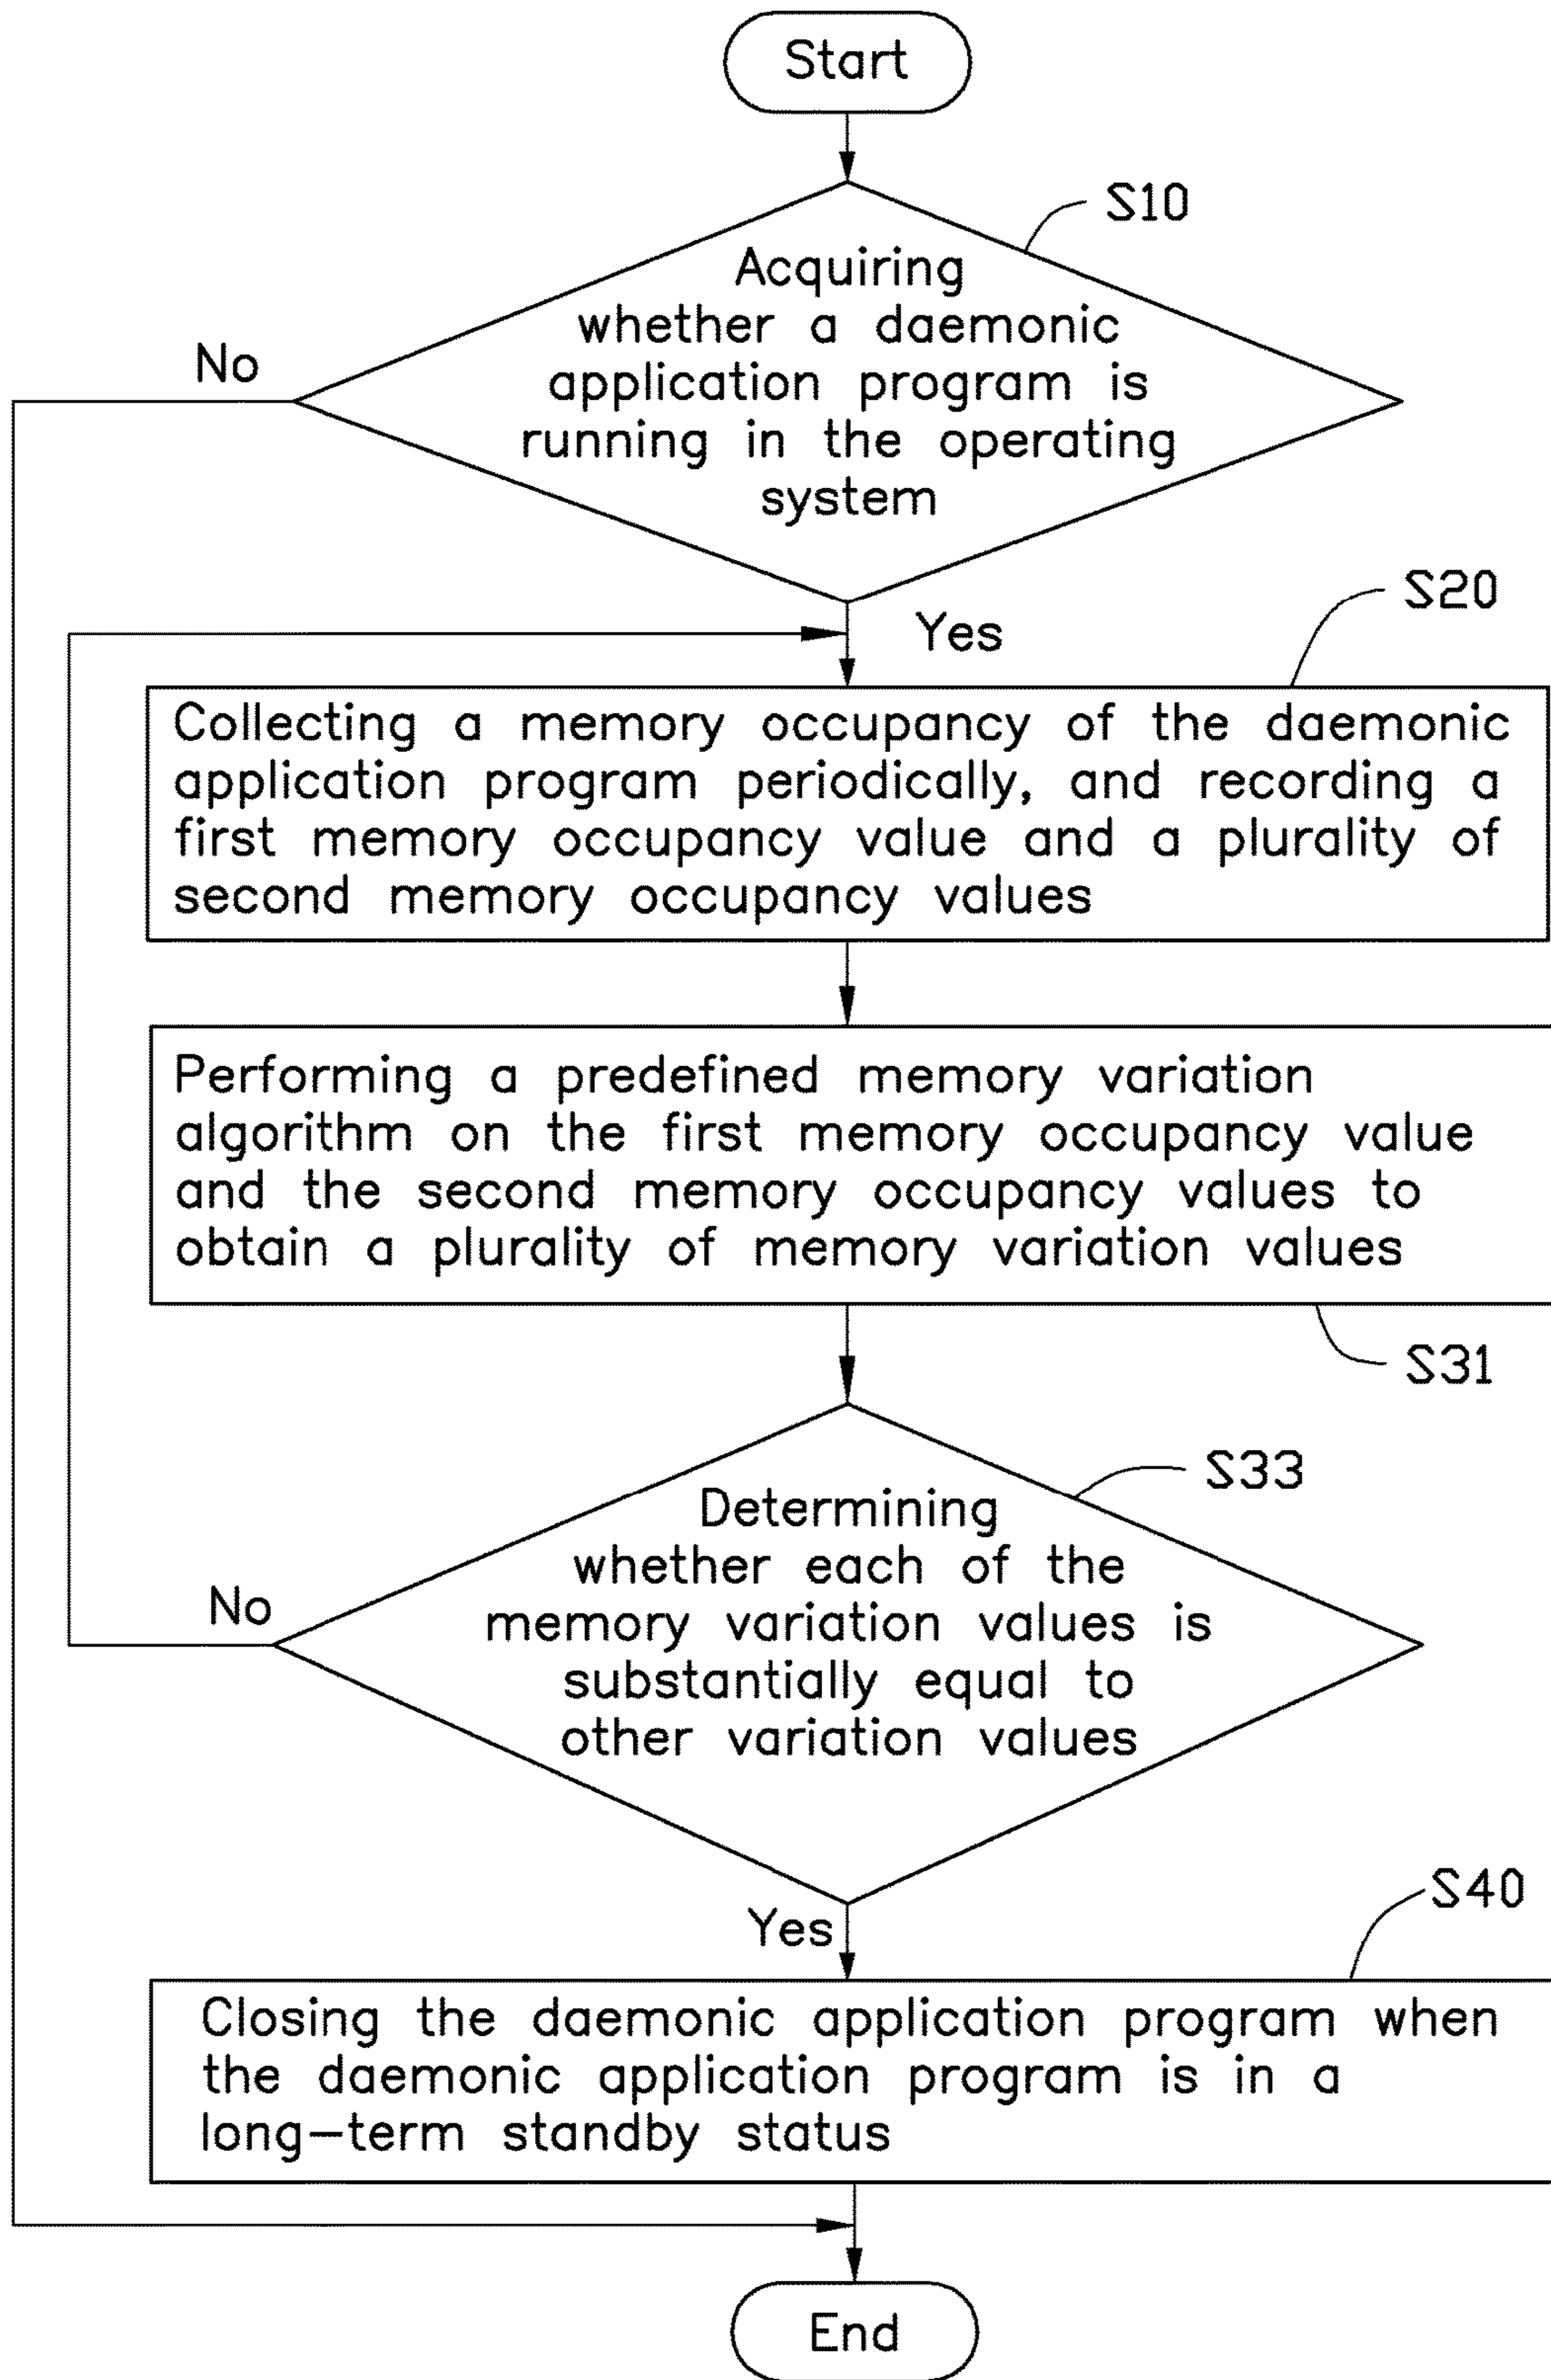 Start
S10
Acquiring
whether a daemonic
application program is
running in the operating
system
No
Yes
S20
Collecting a memory occupancy of the daemonic
application program periodically, and recording a
first memory occupancy value and a plurality of
second memory occupancy values
Performing a predefined memory variation
algorithm on the first memory occupancy value
and the second memory occupancy values to
obtain a plurality of memory variation values
S31
S33
Determining
whether each of the
memory variation values is
substantially equal to
other variation values
No
Yes
S40
Closing the daemonic application program when
the daemonic application program is in a
long-term standby status
End